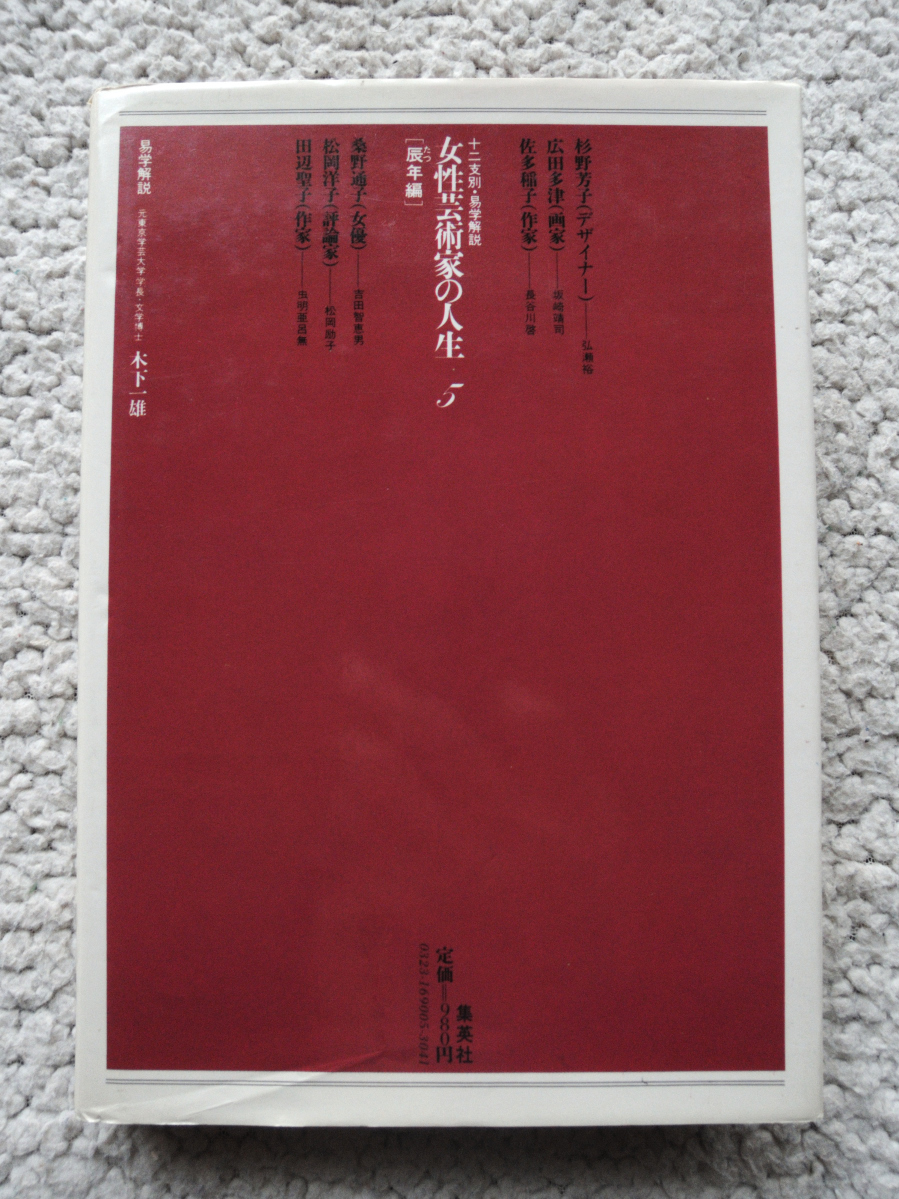 杉野芳子(デザイナー)――弘瀬裕
広田多津(画家)――坂崎靖司
佐多稲子(作家)――長谷川啓
十二支別・易学解説
女性芸術家の人生・5
[辰年編]
たつ
桑野通子(女優)――吉田智恵男
松岡洋子(評論家)――松岡励子
田辺聖子(作家)――虫明亜呂無
易学解説 元東京学芸大学学長・文学博士 木下一雄
集英社
定価=980円
0323-169005-3041